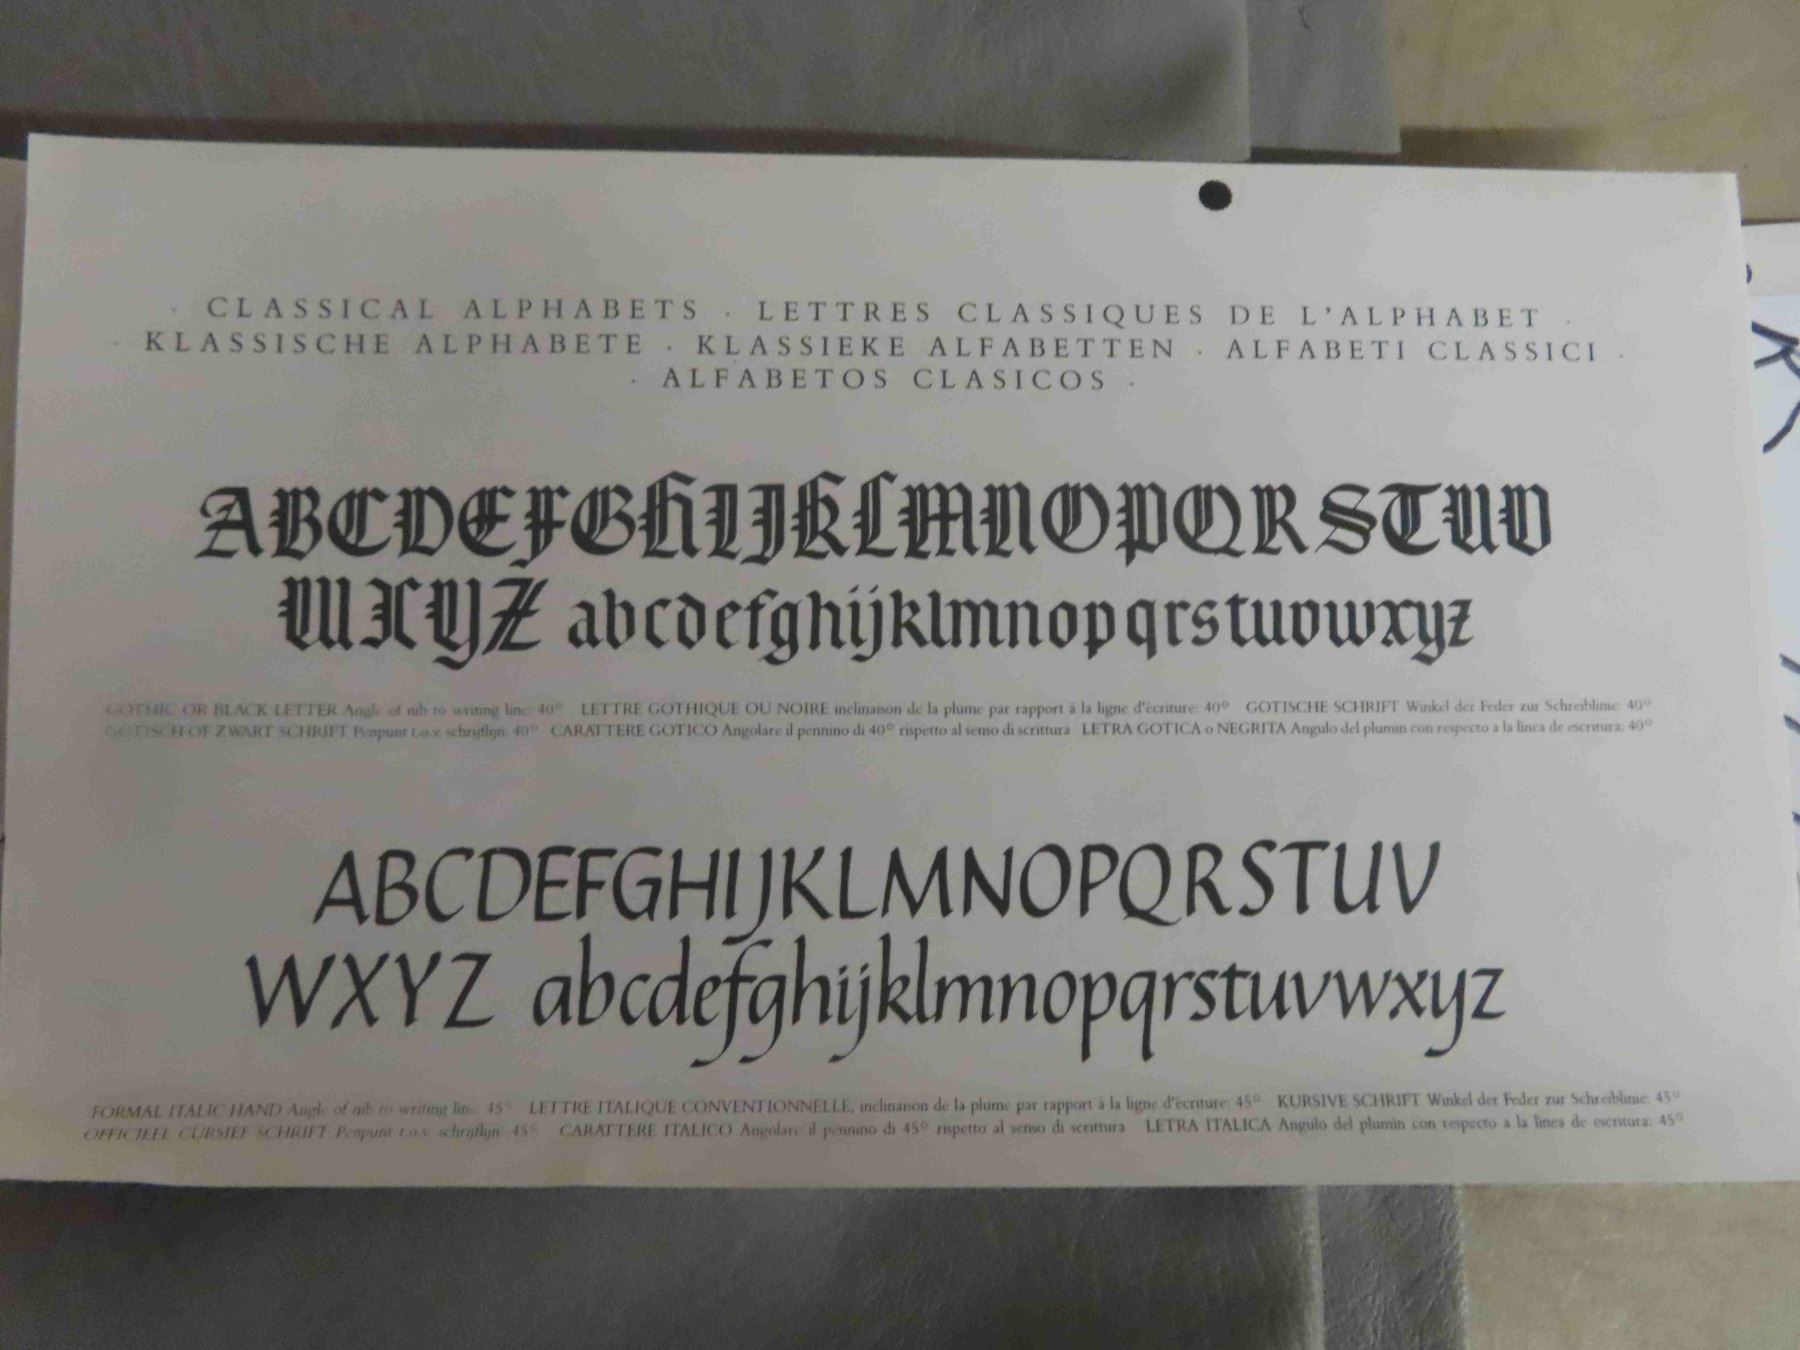 · CLASSICAL ALPHABETS · LETTRES CLASSIQUES DE L'ALPHABET ·
· KLASSISCHE ALPHABETE · KLASSIEKE ALFABETTEN · ALFABETI CLASSICI ·
· ALFABETOS CLASICOS ·
ABCDEFGHIJKLMNOPQRSTUV
WXYZ abcdefghijklmnopqrstuvwxyz
GOTHIC OR BLACK LETTER Angle of nib to writing line: 40° LETTRE GOTHIQUE OU NOIRE inclinaison de la plume par rapport à la ligne d'écriture: 40° GOTISCHE SCHRIFT Winkel der Feder zur Schreiblinie: 40°
GOTISCH OF ZWART SCHRIFT Penpunt t.o.v. schrijflijn: 40° CARATTERE GOTICO Angolare il pennino di 40° rispetto al senso di scrittura LETRA GOTICA o NEGRITA Angulo del plumin con respecto a la linea de escritura: 40°
ABCDEFGHIJKLMNOPQRSTUV
WXYZ abcdefghijklmnopqrstuvwxyz
FORMAL ITALIC HAND Angle of nib to writing line: 45° LETTRE ITALIQUE CONVENTIONNELLE, inclinaison de la plume par rapport à la ligne d'écriture: 45° KURSIVE SCHRIFT Winkel der Feder zur Schreiblinie: 45°
OFFICIEEL CURSIEF SCHRIFT Penpunt t.o.v. schrijflijn: 45° CARATTERE ITALICO Angolare il pennino di 45° rispetto al senso di scrittura LETRA ITALICA Angulo del plumin con respecto a la linea de escritura: 45°